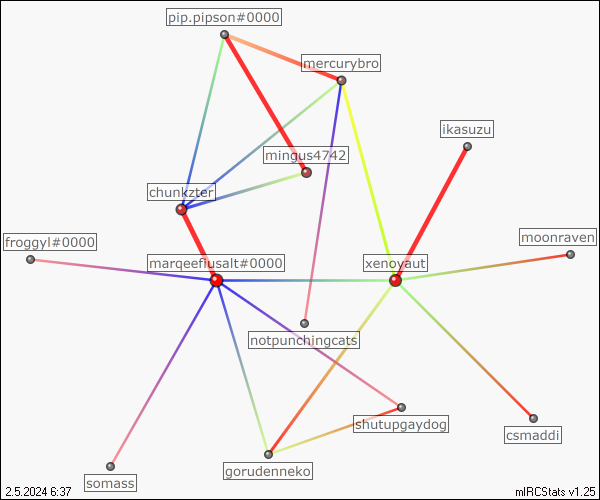 pip.pipson#0000
mercurybro
ikasuzu
mingus4742
chunkzter
froggyl#0000
moonraven
marqeefiusalt#0000
xenoyaut
notpunchingcats
shutupgaydog
csmaddi
gorudenneko
somass
2.5.2024 6:37
mIRCStats v1.25